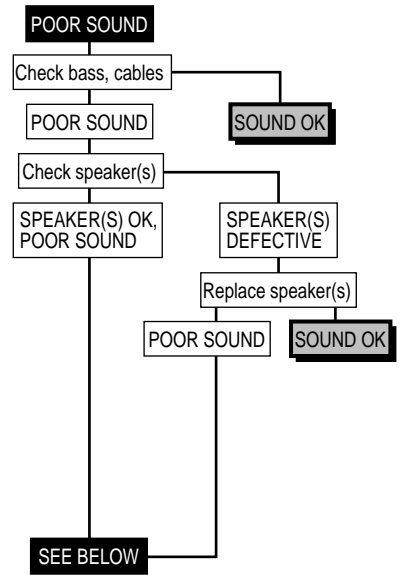 POOR SOUND
Check bass, cables
POOR SOUND
SOUND OK
Check speaker(s)
SPEAKER(S) OK,
POOR SOUND
SPEAKER(S)
DEFECTIVE
Replace speaker(s)
POOR SOUND
SOUND OK
SEE BELOW